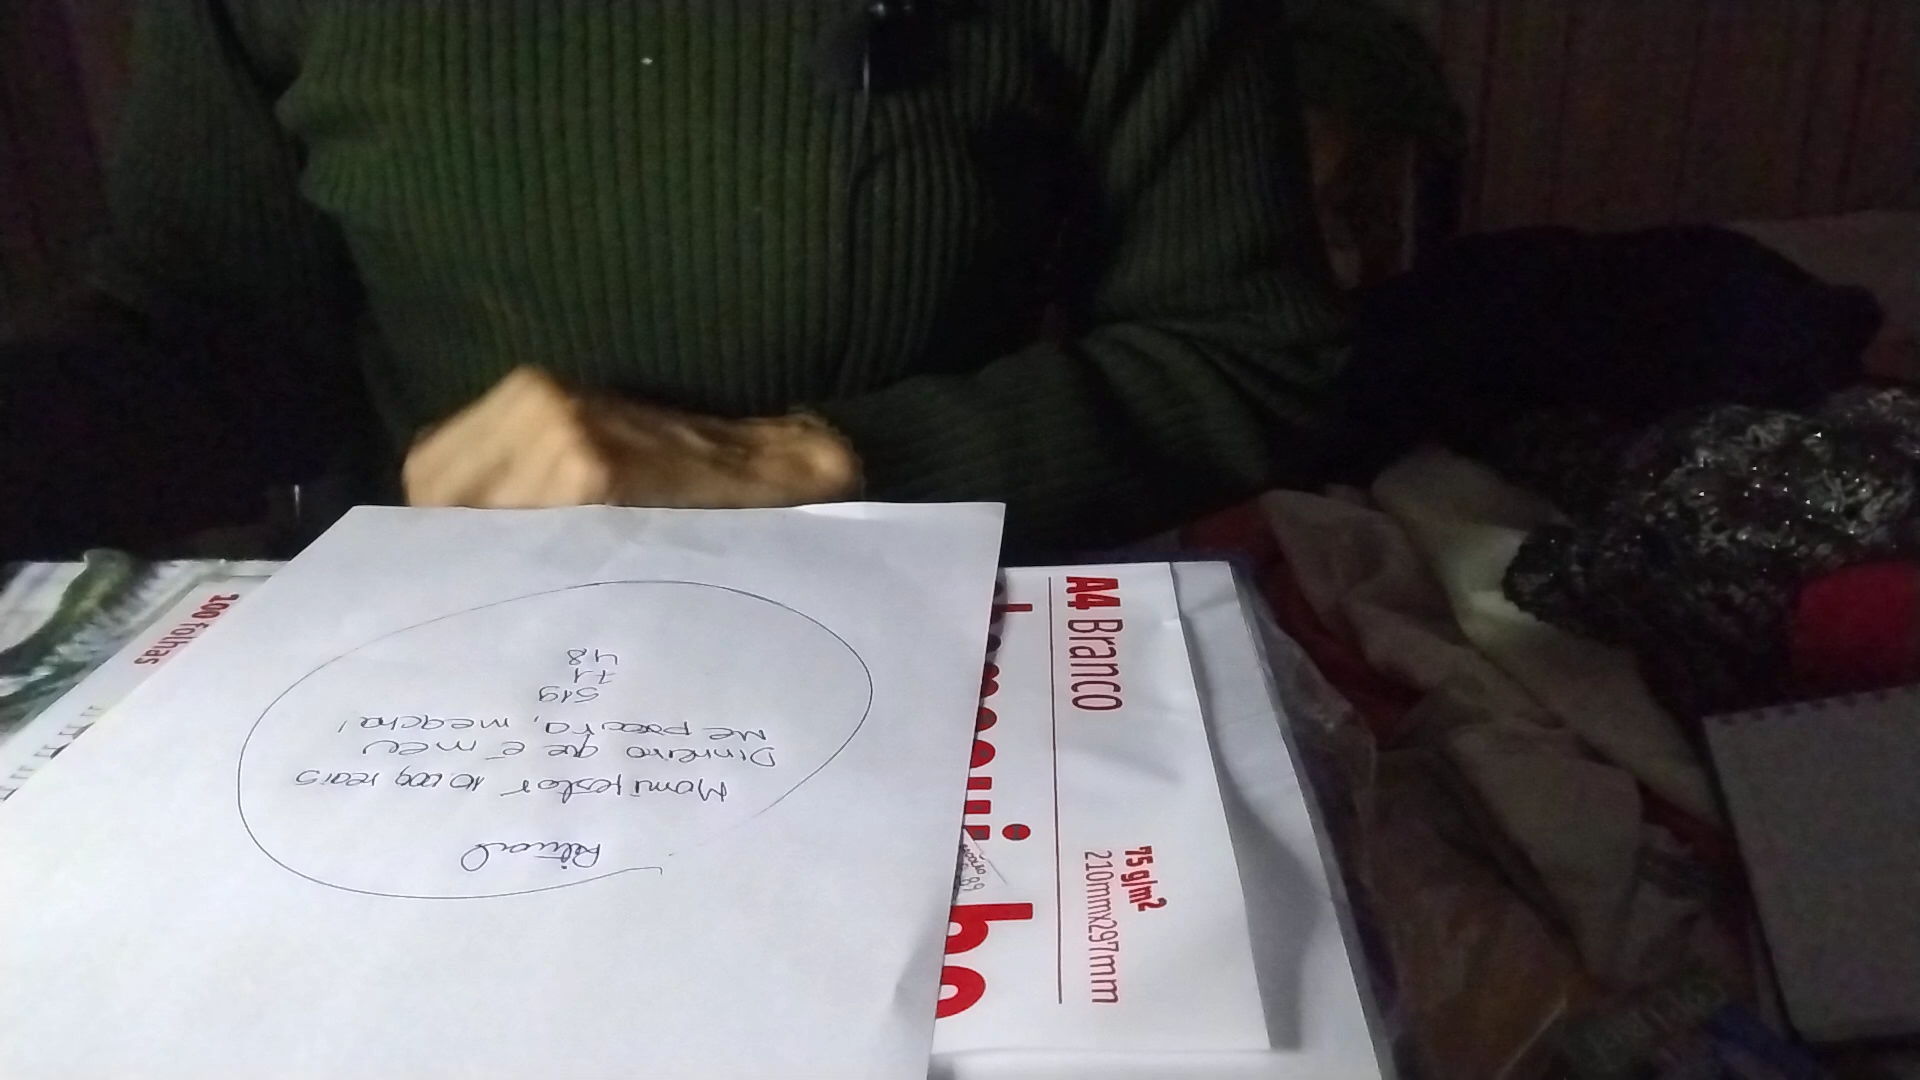 Ritual
Manifestar 10.000 reais
Dinheiro que é meu
Me procura, me acha!
519
71
48
100 folhas
A4 Branco
75 g/m²
210mmx297mm